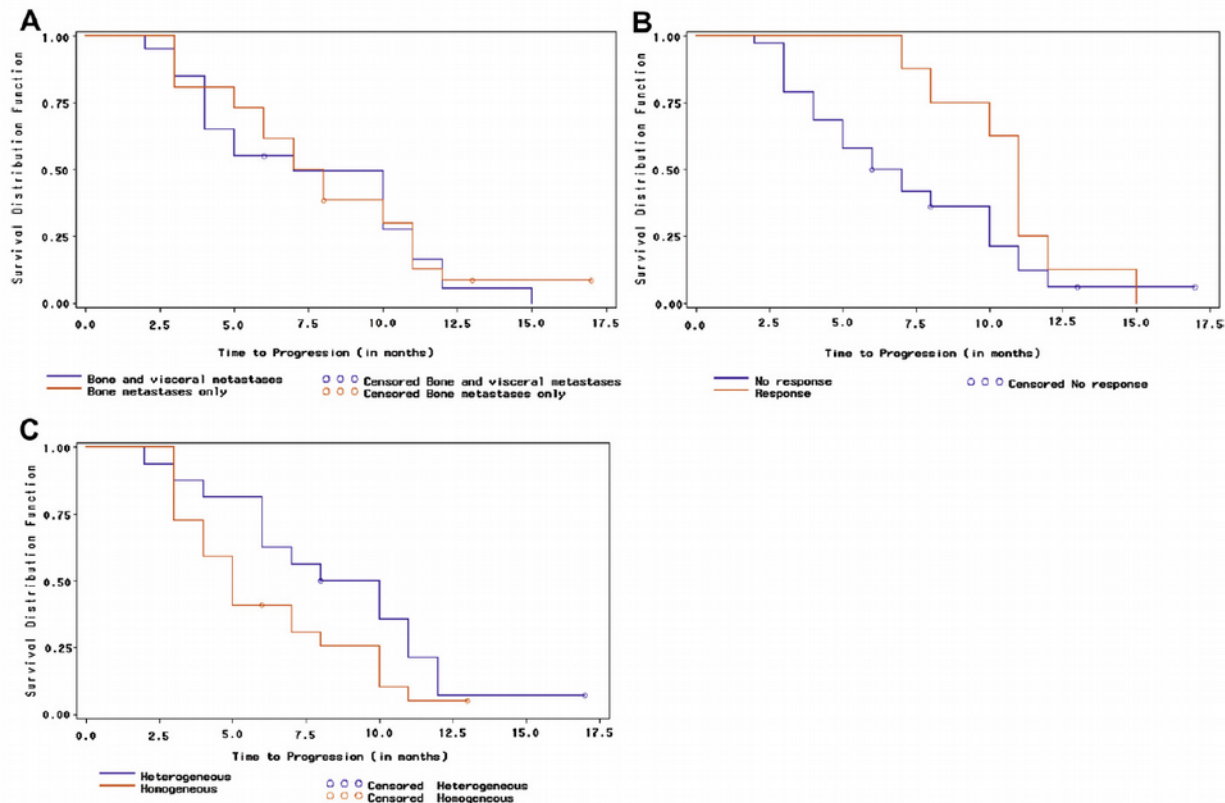 A
Survival Distribution Function
1.00
0.75
0.50
0.25
0.00
0.0 2.5 5.0 7.5 10.0 12.5 15.0 17.5
Time to Progression (in months)
Bone and visceral metastases
Bone metastases only
Censored Bone and visceral metastases
Censored Bone metastases only
B
Survival Distribution Function
1.00
0.75
0.50
0.25
0.00
0.0 2.5 5.0 7.5 10.0 12.5 15.0 17.5
Time to Progression (in months)
No response
Response
Censored No response
C
Survival Distribution Function
1.00
0.75
0.50
0.25
0.00
0.0 2.5 5.0 7.5 10.0 12.5 15.0 17.5
Time to Progression (in months)
Heterogeneous
Homogeneous
Censored Heterogeneous
Censored Homogeneous